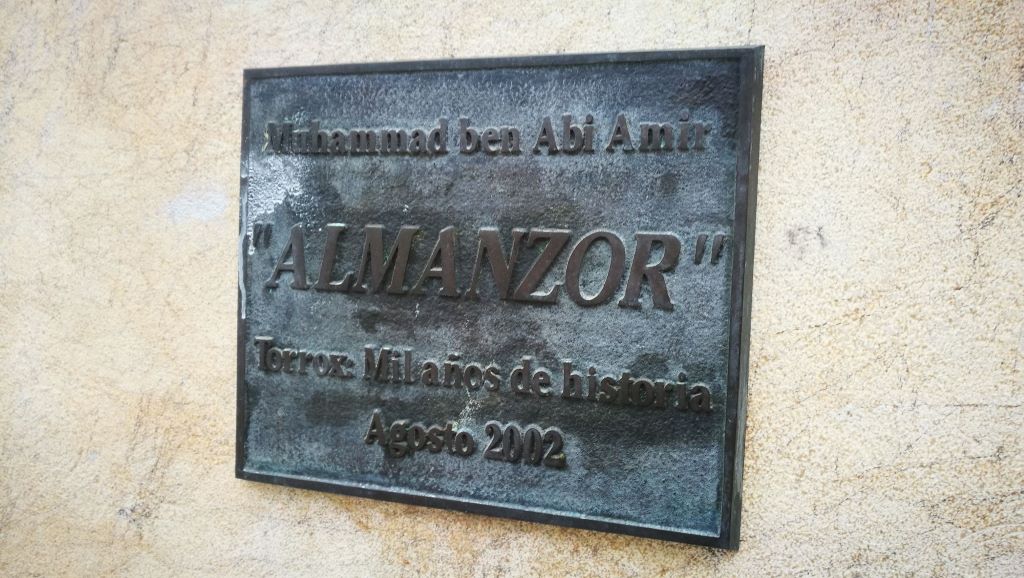 Muhammad ben Abi Amir
"ALMANZOR"
Torrox: Mil años de historia
Agosto 2002